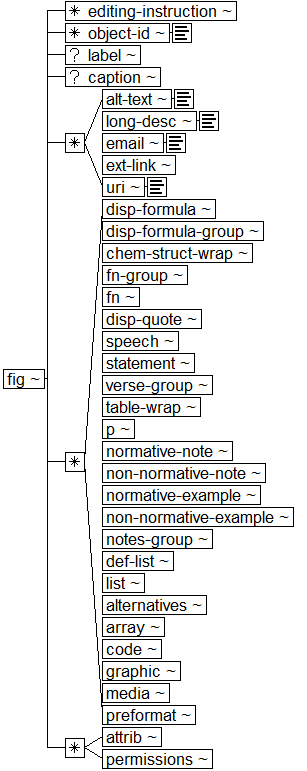 * editing-instruction ~
* object-id ~
? label ~
? caption ~
alt-text ~
long-desc ~
* email ~
ext-link ~
uri ~
disp-formula ~
disp-formula-group ~
chem-struct-wrap ~
fn-group ~
fn ~
disp-quote ~
speech ~
statement ~
fig ~
verse-group ~
table-wrap ~
p ~
normative-note ~
* non-normative-note ~
normative-example ~
non-normative-example ~
notes-group ~
def-list ~
list ~
alternatives ~
array ~
code ~
graphic ~
media ~
preformat ~
* attrib ~
permissions ~